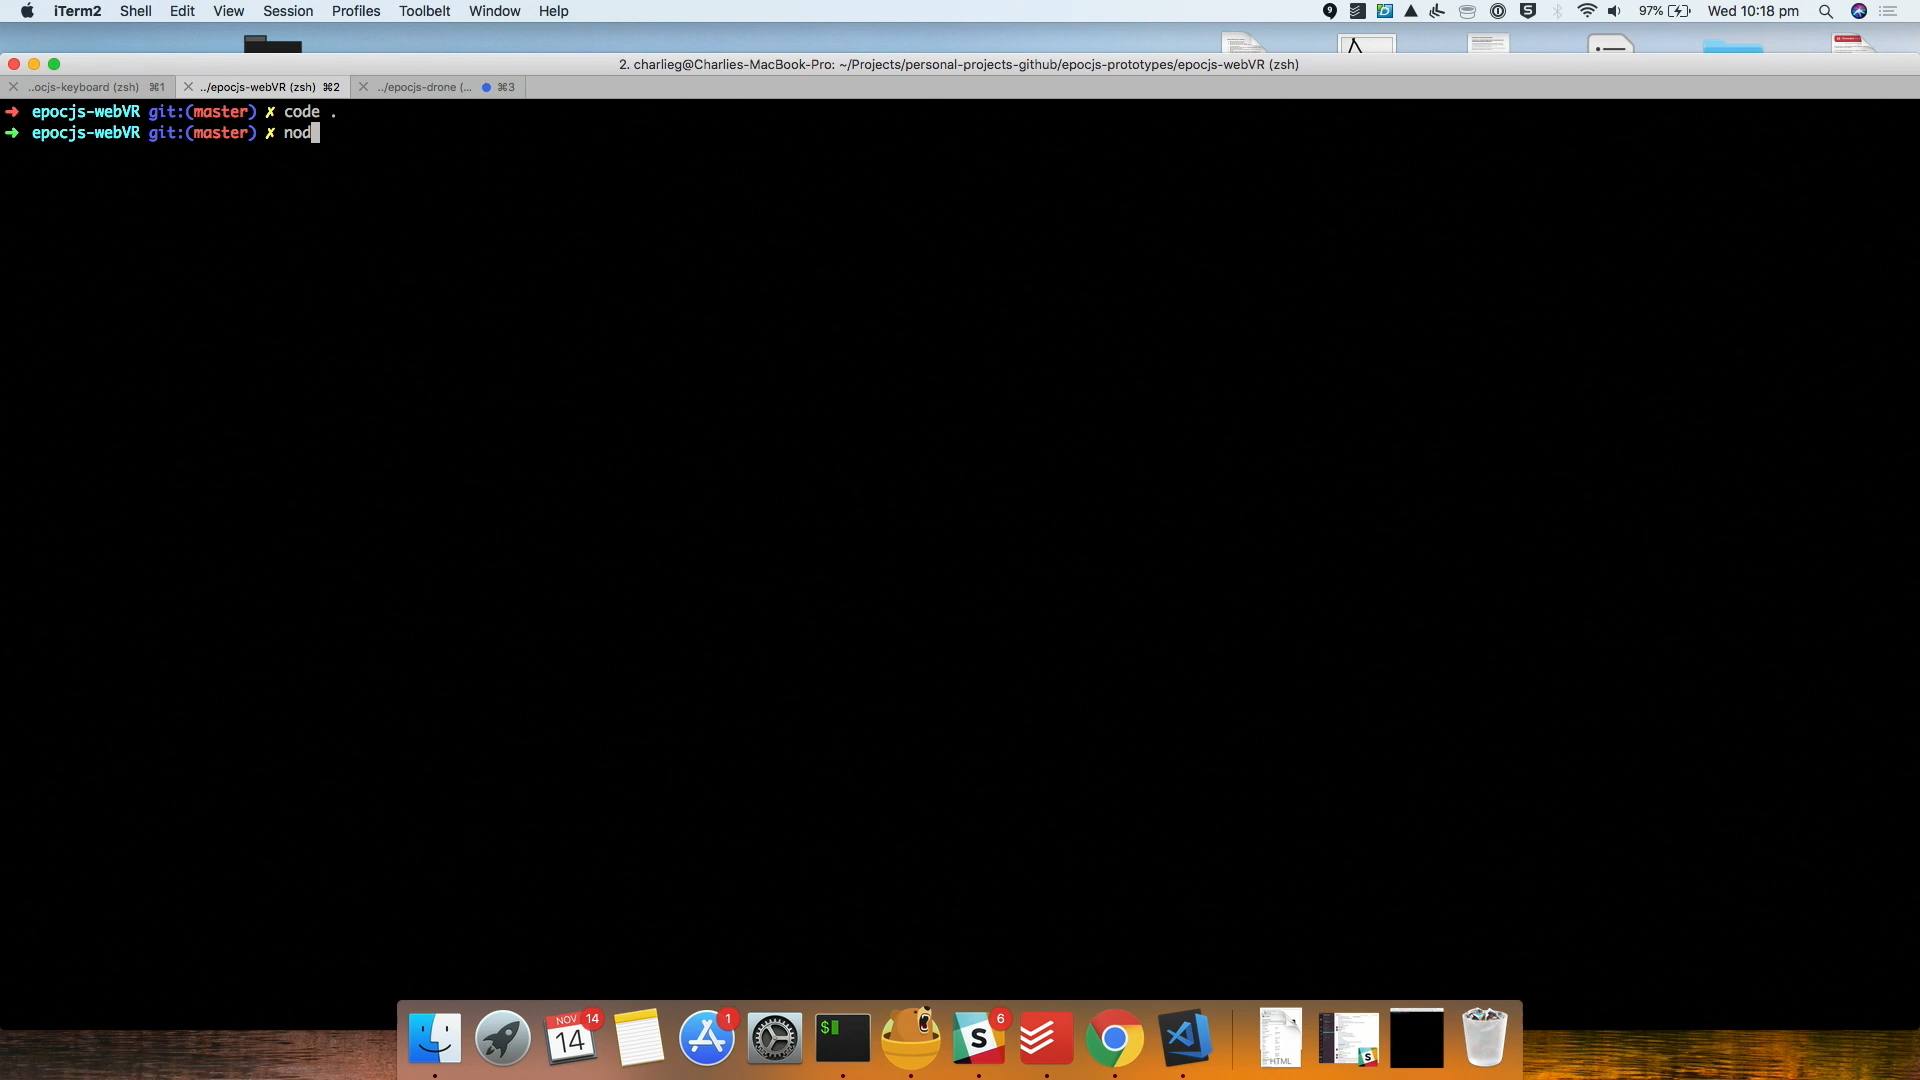 iTerm2 Shell Edit View Session Profiles Toolbelt Window Help 97% Wed 10:18 pm
2. charlieg@Charlies-MacBook-Pro: ~/Projects/personal-projects-github/epocjs-prototypes/epocjs-webVR (zsh)
..ocjs-keyboard (zsh) ⌘1 ../epocjs-webVR (zsh) ⌘2 ../epocjs-drone (... ⌘3
➜ epocjs-webVR git:(master) ✗ code .
➜ epocjs-webVR git:(master) ✗ nod
NOV 14
14
1
$
S
6
HTML